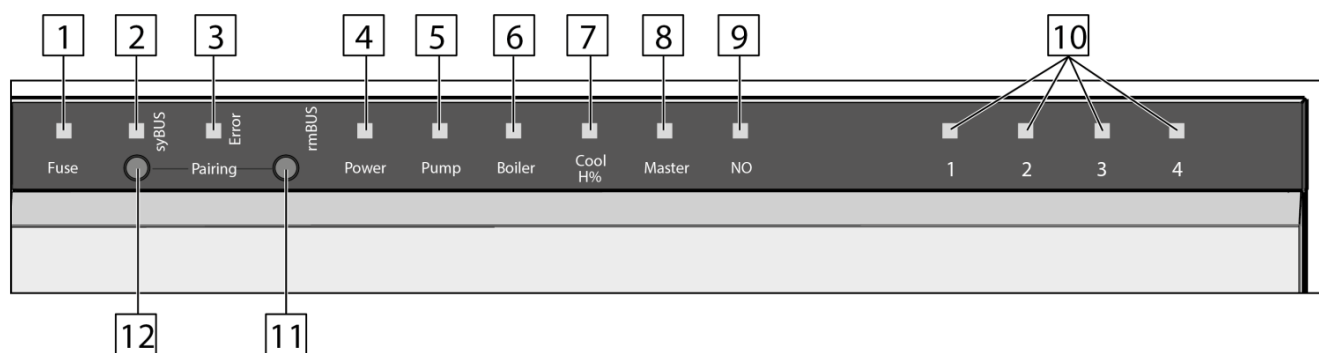 1 2 3 4 5 6 7 8 9 10
syBUS Error rmBUS
Fuse Pairing Power Pump Boiler Cool H% Master NO 1 2 3 4
12 11